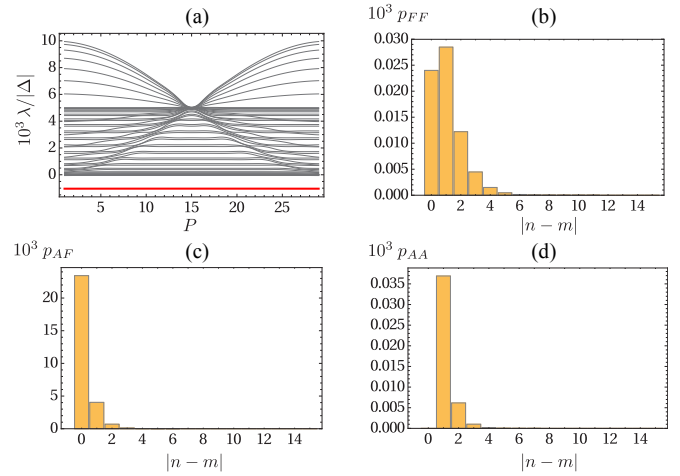 (a)
10
8
6
4
2
0
10³ λ/|Δ|
5 10 15 20 25
P
10³ p_FF (b)
0.030
0.025
0.020
0.015
0.010
0.005
0.000
0 2 4 6 8 10 12 14
|n − m|
10³ p_AF (c)
20
15
10
5
0
0 2 4 6 8 10 12 14
|n − m|
10³ p_AA (d)
0.035
0.030
0.025
0.020
0.015
0.010
0.005
0.000
0 2 4 6 8 10 12 14
|n − m|